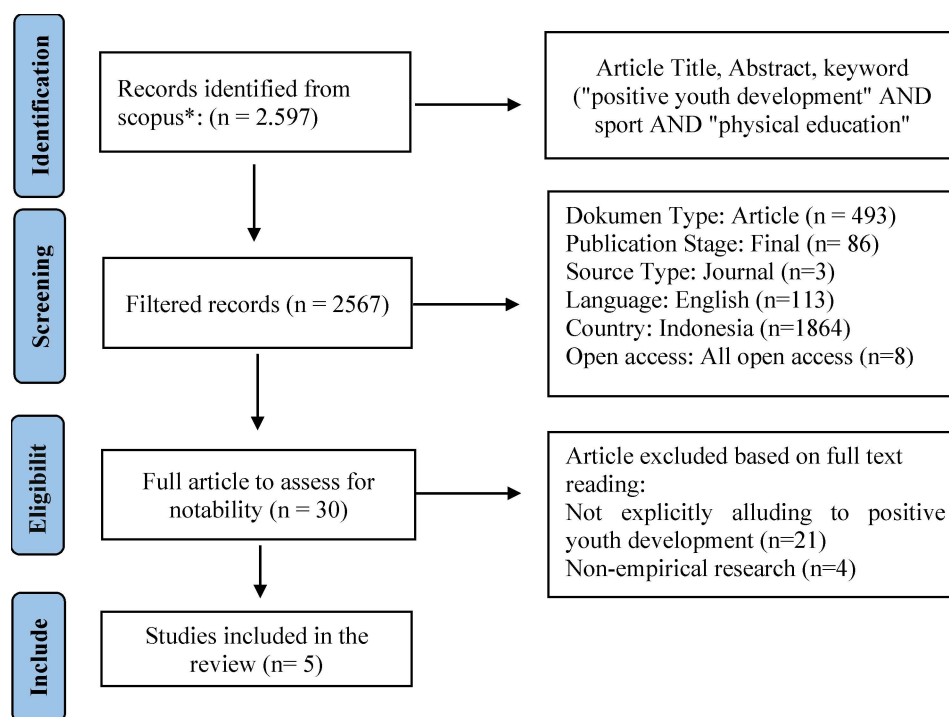 Identification
Records identified from
scopus*: (n = 2.597)
Article Title, Abstract, keyword
("positive youth development" AND
sport AND "physical education"
Screening
Filtered records (n = 2567)
Dokumen Type: Article (n = 493)
Publication Stage: Final (n= 86)
Source Type: Journal (n=3)
Language: English (n=113)
Country: Indonesia (n=1864)
Open access: All open access (n=8)
Eligibilit
Full article to assess for
notability (n = 30)
Article excluded based on full text
reading:
Not explicitly alluding to positive
youth development (n=21)
Non-empirical research (n=4)
Include
Studies included in the
review (n= 5)